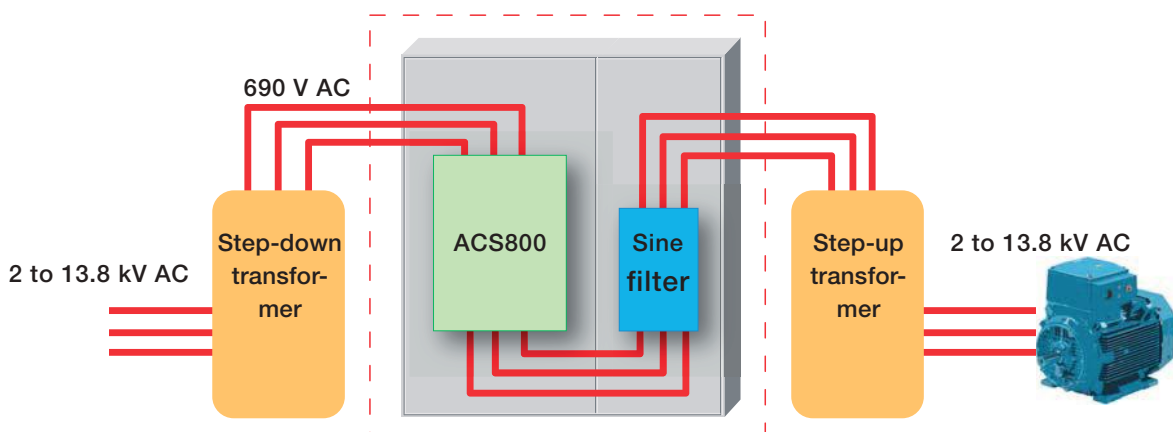 690 V AC
2 to 13.8 kV AC
Step-down
transfor-
mer
ACS800
Sine
filter
Step-up
transfor-
mer
2 to 13.8 kV AC